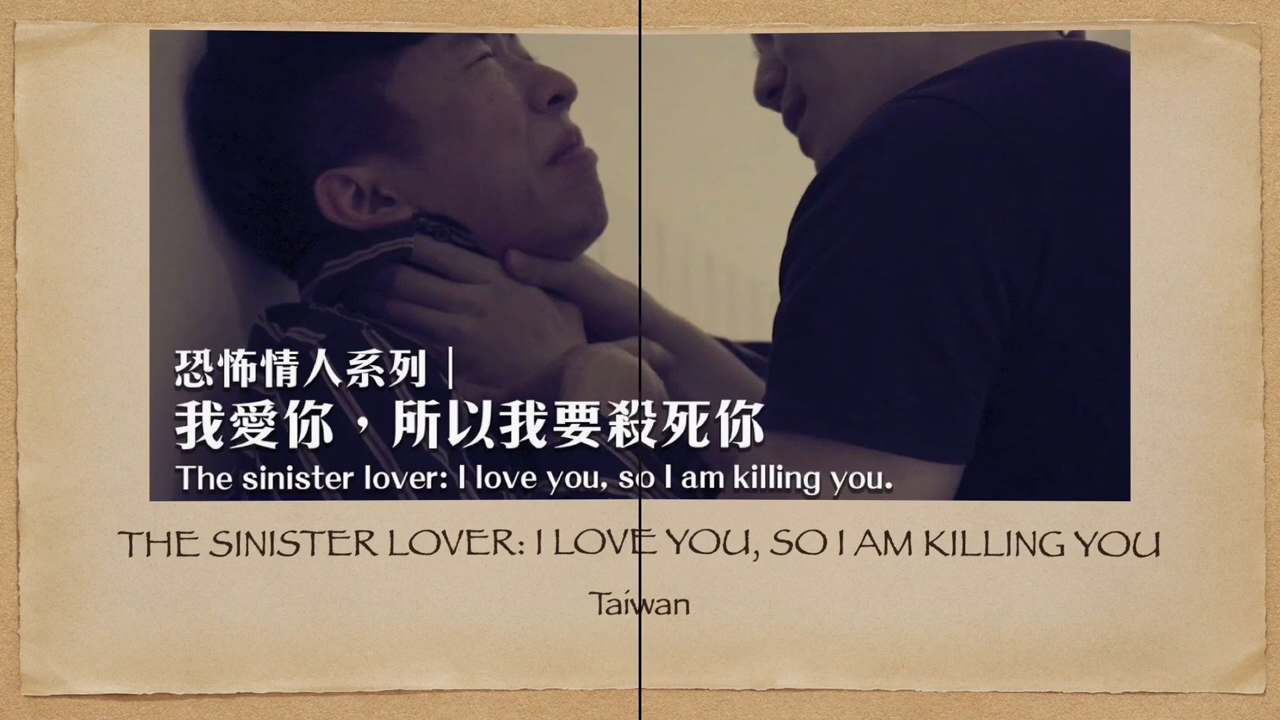 恐怖情人系列｜
我愛你，所以我要殺死你
The sinister lover: I love you, so I am killing you.
THE SINISTER LOVER: I LOVE YOU, SO I AM KILLING YOU
Taiwan